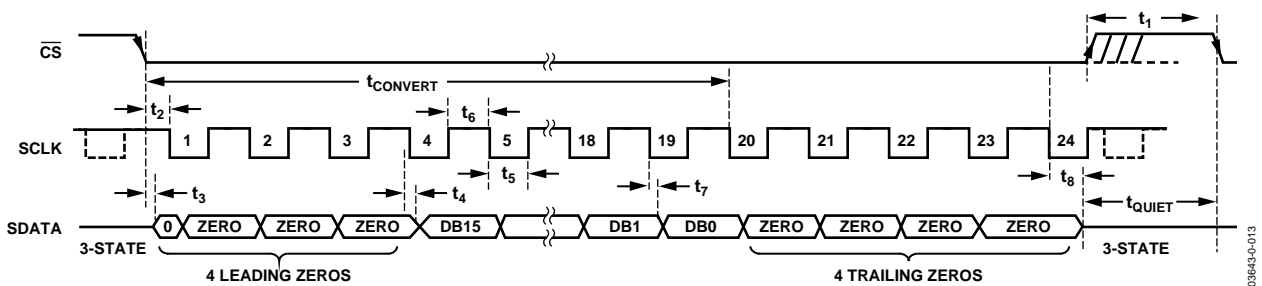 t1
CS
tCONVERT
t2
t6
1 2 3 4 5 18 19 20 21 22 23 24
SCLK
t3
t4
t5
t7
t8
tQUIET
SDATA
0 ZERO ZERO ZERO DB15 DB1 DB0 ZERO ZERO ZERO ZERO
3-STATE
3-STATE
4 LEADING ZEROS
4 TRAILING ZEROS
03643-0-013